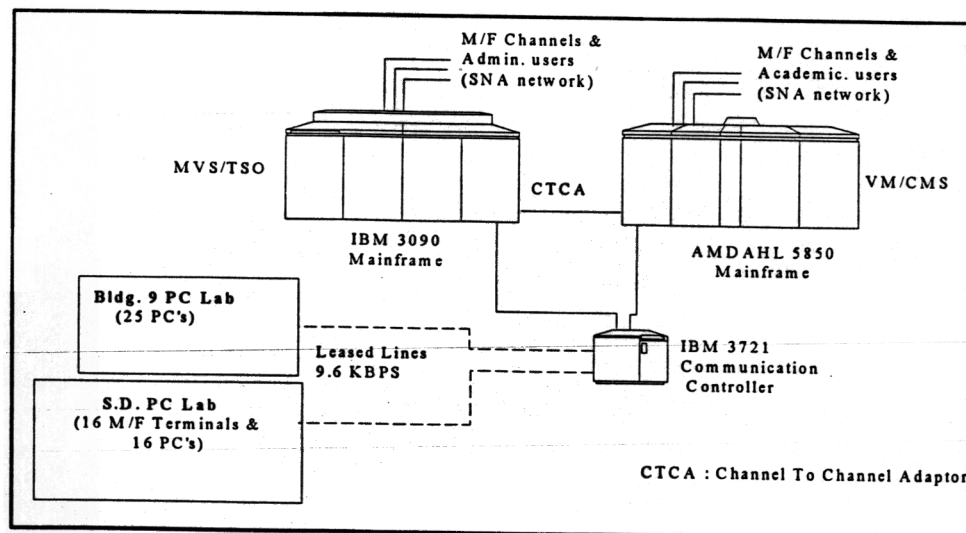 M/F Channels &
Admin. users
(SNA network)
M/F Channels &
Academic. users
(SNA network)
MVS/TSO
CTCA
VM/CMS
IBM 3090
Mainframe
AMDAHL 5850
Mainframe
Bldg. 9 PC Lab
(25 PC's)
Leased Lines
9.6 KBPS
IBM 3721
Communication
Controller
S.D. PC Lab
(16 M/F Terminals &
16 PC's)
CTCA : Channel To Channel Adaptor